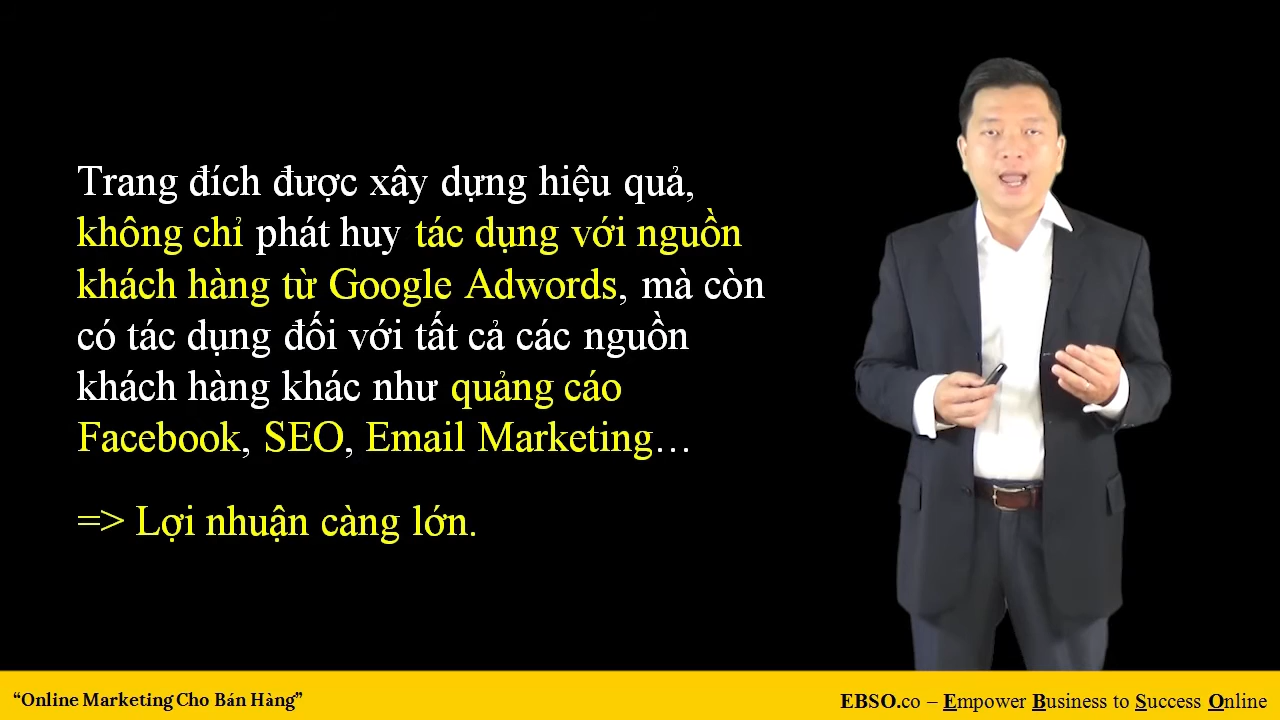 Trang đích được xây dựng hiệu quả,
không chỉ phát huy tác dụng với nguồn
khách hàng từ Google Adwords, mà còn
có tác dụng đối với tất cả các nguồn
khách hàng khác như quảng cáo
Facebook, SEO, Email Marketing…
=> Lợi nhuận càng lớn.
“Online Marketing Cho Bán Hàng”
EBSO.co – Empower Business to Success Online